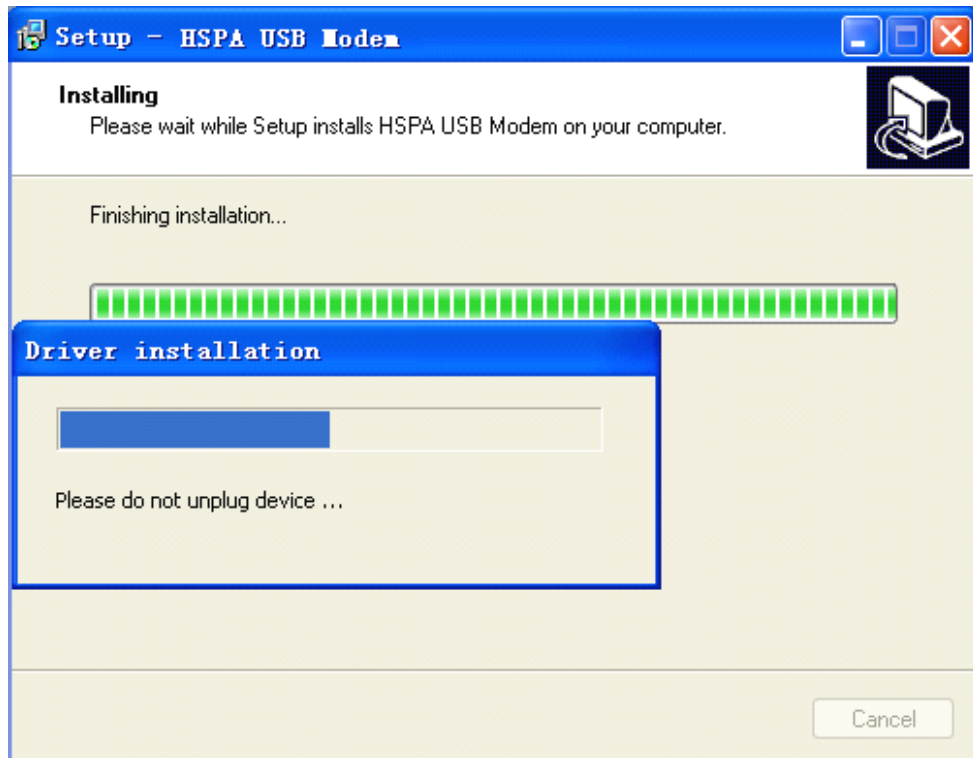 Setup - HSPA USB Modem
Installing
Please wait while Setup installs HSPA USB Modem on your computer.
Finishing installation...
Driver installation
Please do not unplug device ...
Cancel